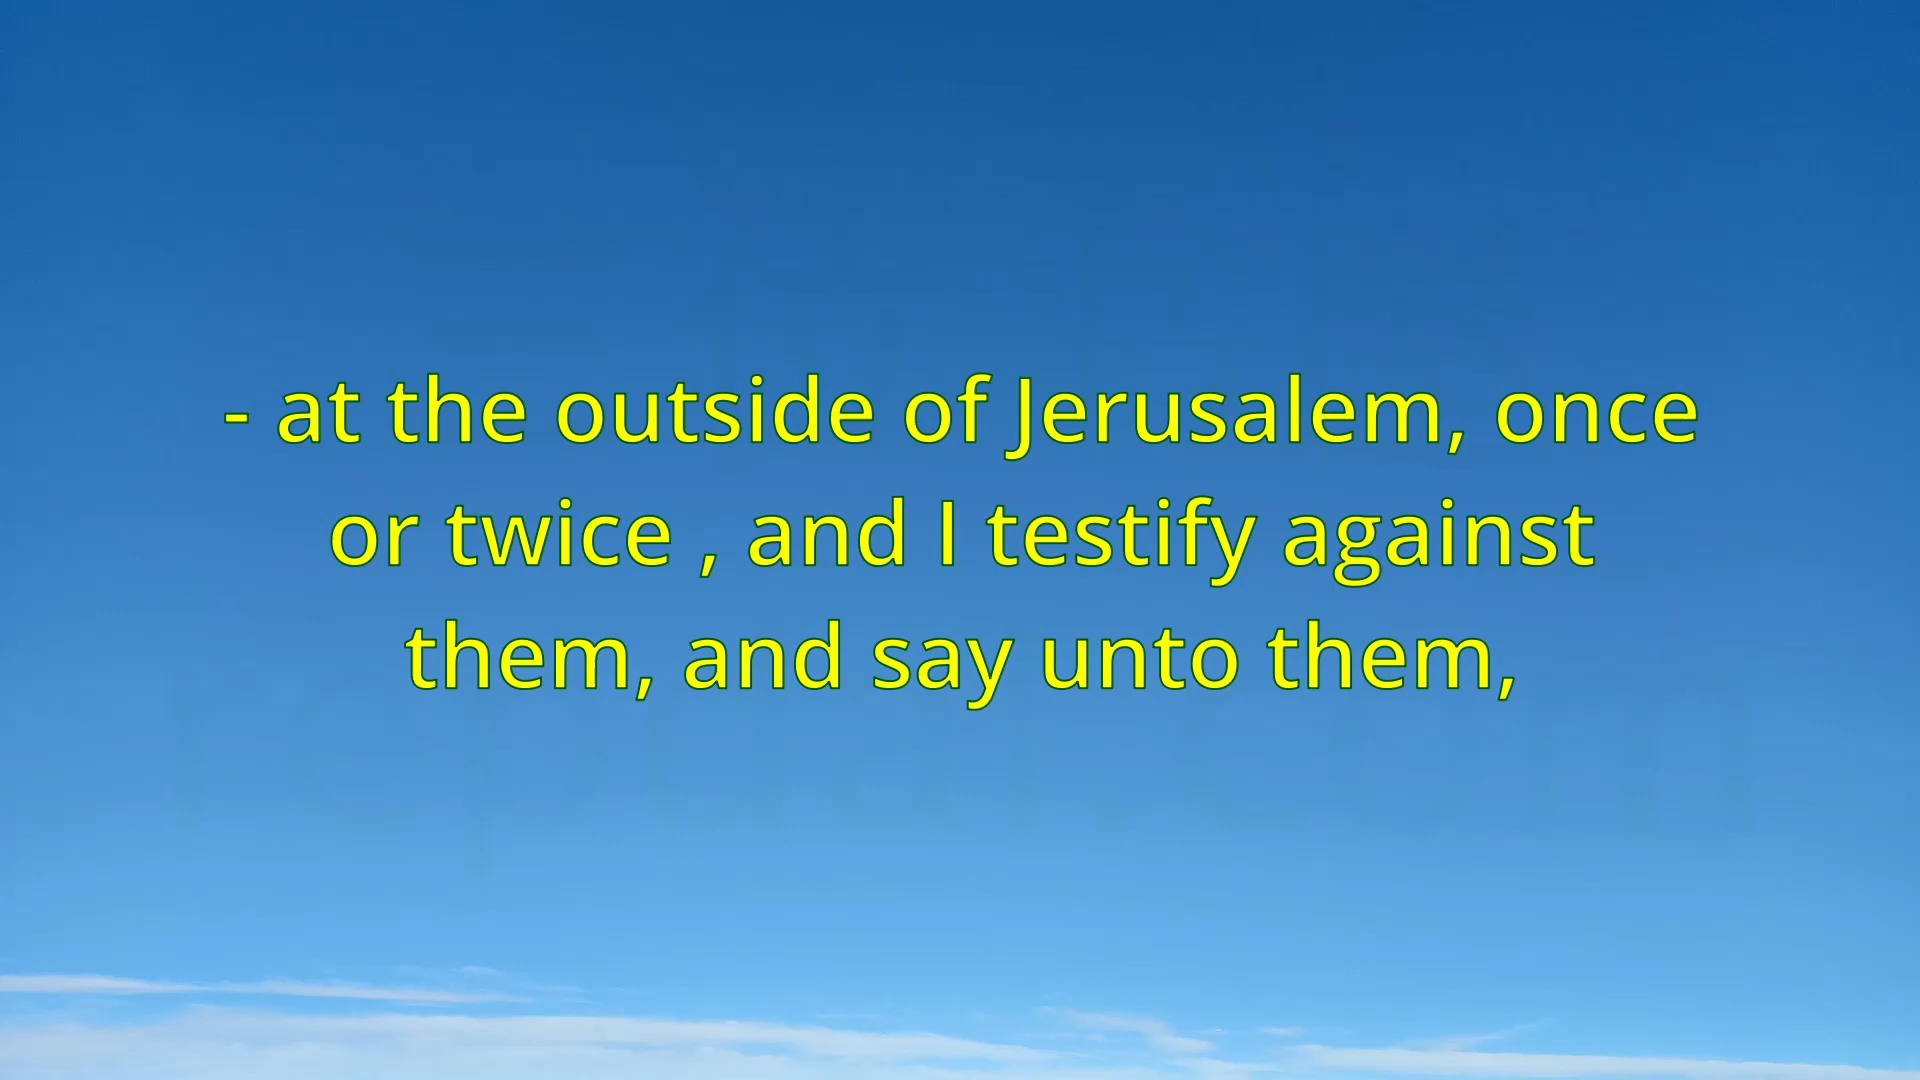 - at the outside of Jerusalem, once
or twice , and I testify against
them, and say unto them,